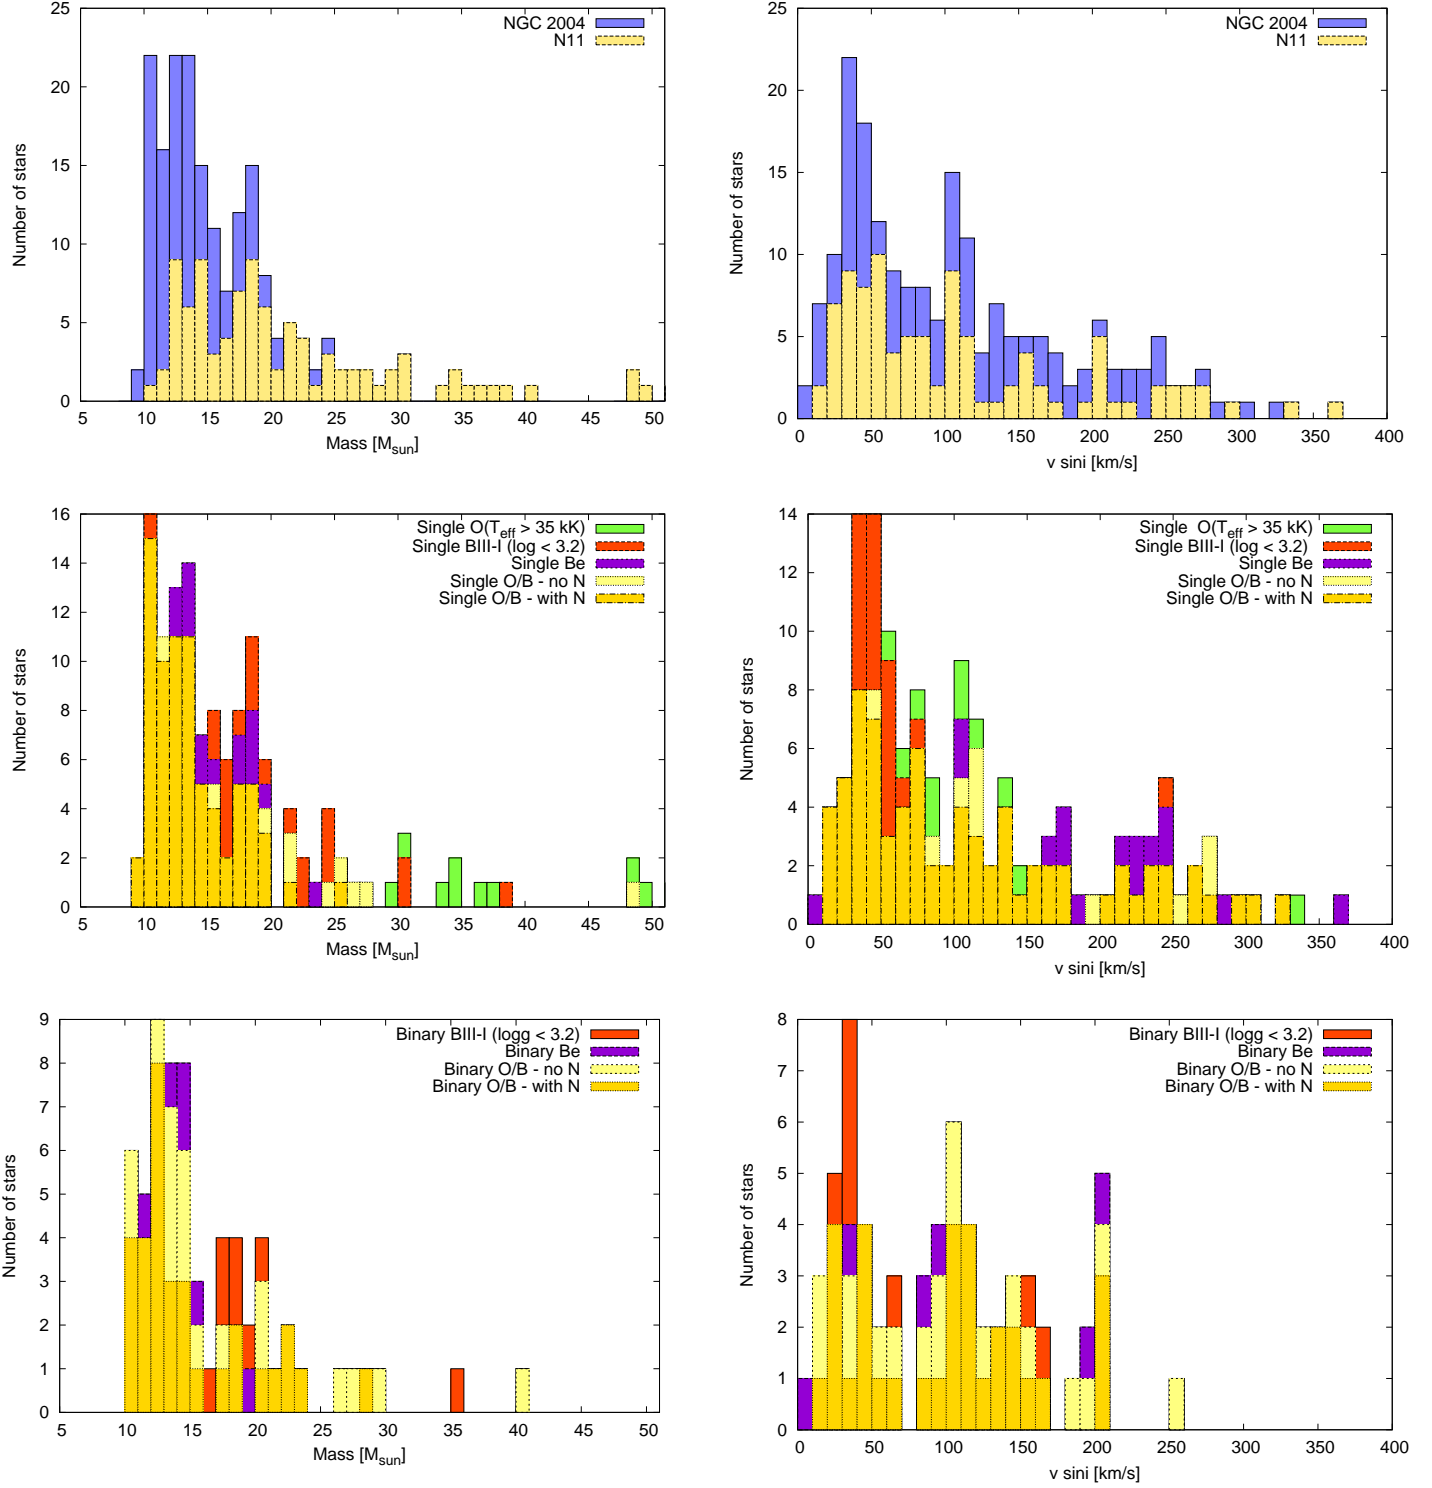 25
20
15
10
5
0
5 10 15 20 25 30 35 40 45 50
Number of stars
Mass [Msun]
NGC 2004
N11
25
20
15
10
5
0
0 50 100 150 200 250 300 350 400
Number of stars
v sini [km/s]
NGC 2004
N11
16
14
12
10
8
6
4
2
0
5 10 15 20 25 30 35 40 45 50
Number of stars
Mass [Msun]
Single O(Teff > 35 kK)
Single BIII-I (log < 3.2)
Single Be
Single O/B - no N
Single O/B - with N
14
12
10
8
6
4
2
0
0 50 100 150 200 250 300 350 400
Number of stars
v sini [km/s]
Single O(Teff > 35 kK)
Single BIII-I (log < 3.2)
Single Be
Single O/B - no N
Single O/B - with N
9
8
7
6
5
4
3
2
1
0
5 10 15 20 25 30 35 40 45 50
Number of stars
Mass [Msun]
Binary BIII-I (logg < 3.2)
Binary Be
Binary O/B - no N
Binary O/B - with N
8
7
6
5
4
3
2
1
0
0 50 100 150 200 250 300 350 400
Number of stars
v sini [km/s]
Binary BIII-I (logg < 3.2)
Binary Be
Binary O/B - no N
Binary O/B - with N